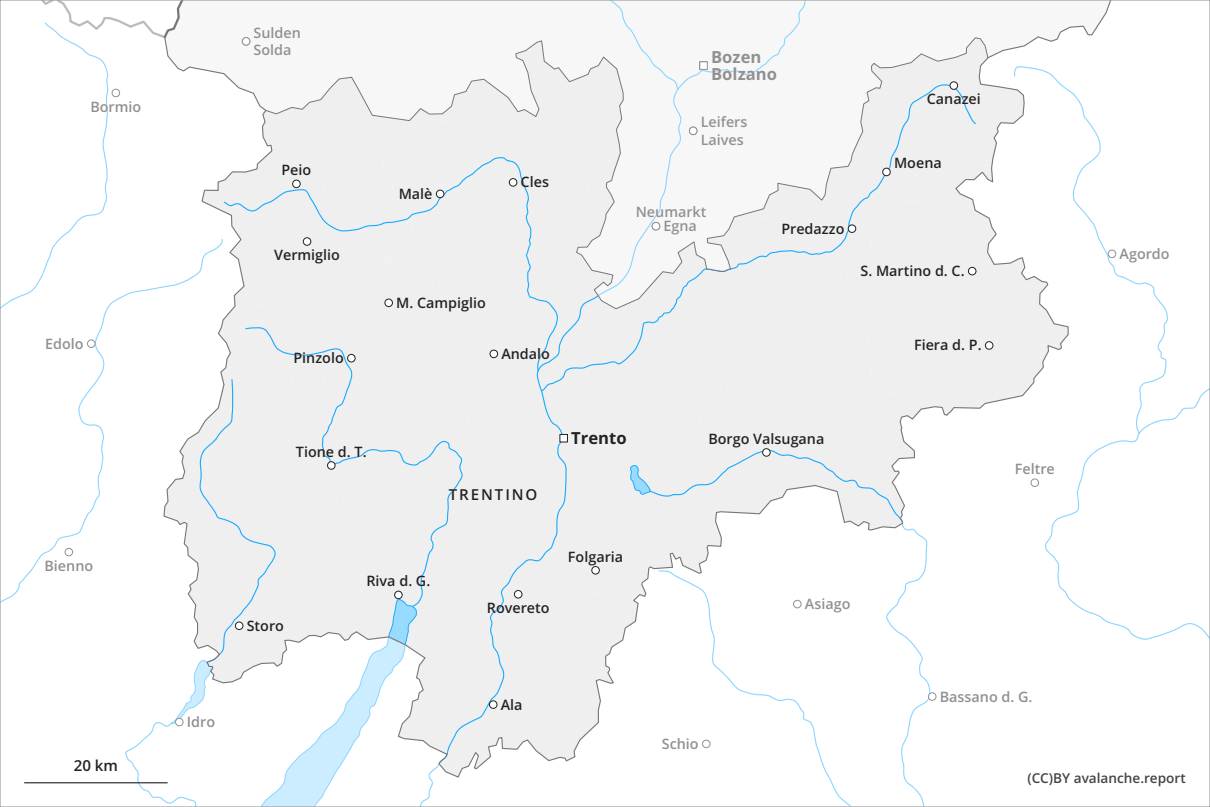 Sulden
Solda
Bozen
Bolzano
Bormio
Canazei
Leifers
Laives
Moena
Peio
Malè
Cles
Neumarkt
Egna
Predazzo
Vermiglio
Agordo
S. Martino d. C.
M. Campiglio
Edolo
Pinzolo
Andalo
Fiera d. P.
Trento
Borgo Valsugana
Tione d. T.
Feltre
TRENTINO
Bienno
Folgaria
Riva d. G.
Rovereto
Asiago
Storo
Bassano d. G.
Ala
Idro
Schio
20 km
(CC)BY avalanche.report